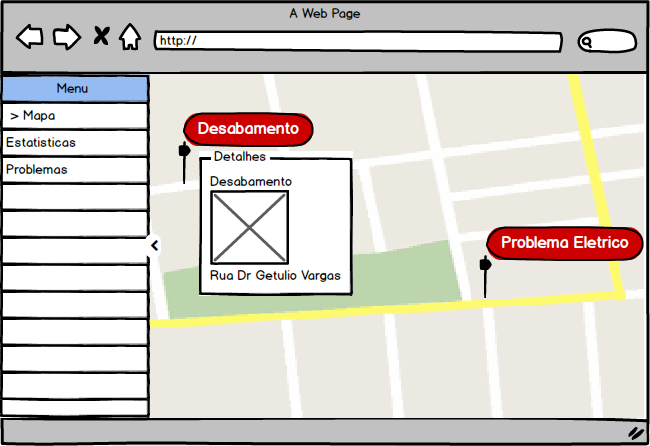 A Web Page
http://
Menu
> Mapa
Estatisticas
Problemas
Desabamento
Detalhes
Desabamento
Rua Dr Getulio Vargas
Problema Eletrico